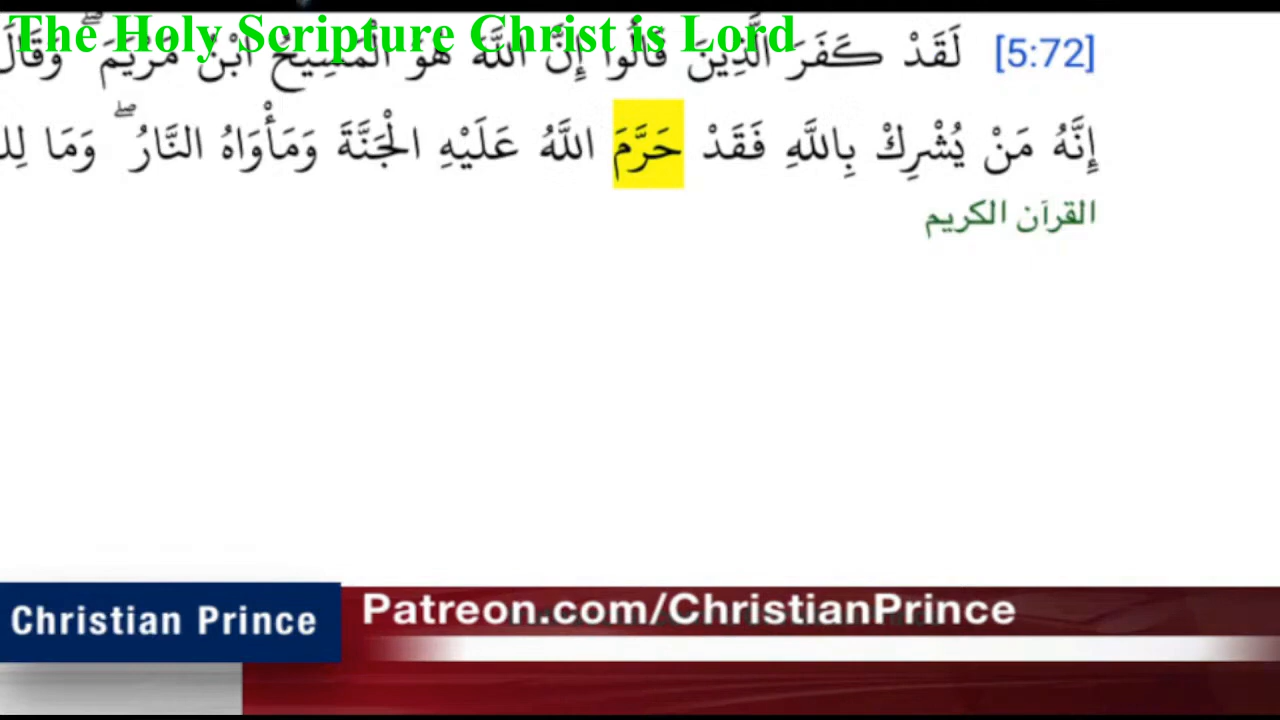 The Holy Scripture Christ is Lord
[5:72] لَقَدْ كَفَرَ الَّذِينَ قَالُوا إِنَّ اللَّهَ هُوَ الْمَسِيحُ ابْنُ مَرْيَمَ ۖ وَقَالَ
إِنَّهُ مَنْ يُشْرِكْ بِاللَّهِ فَقَدْ حَرَّمَ اللَّهُ عَلَيْهِ الْجَنَّةَ وَمَأْوَاهُ النَّارُ ۖ وَمَا
القرآن الكريم
Christian Prince
Patreon.com/ChristianPrince